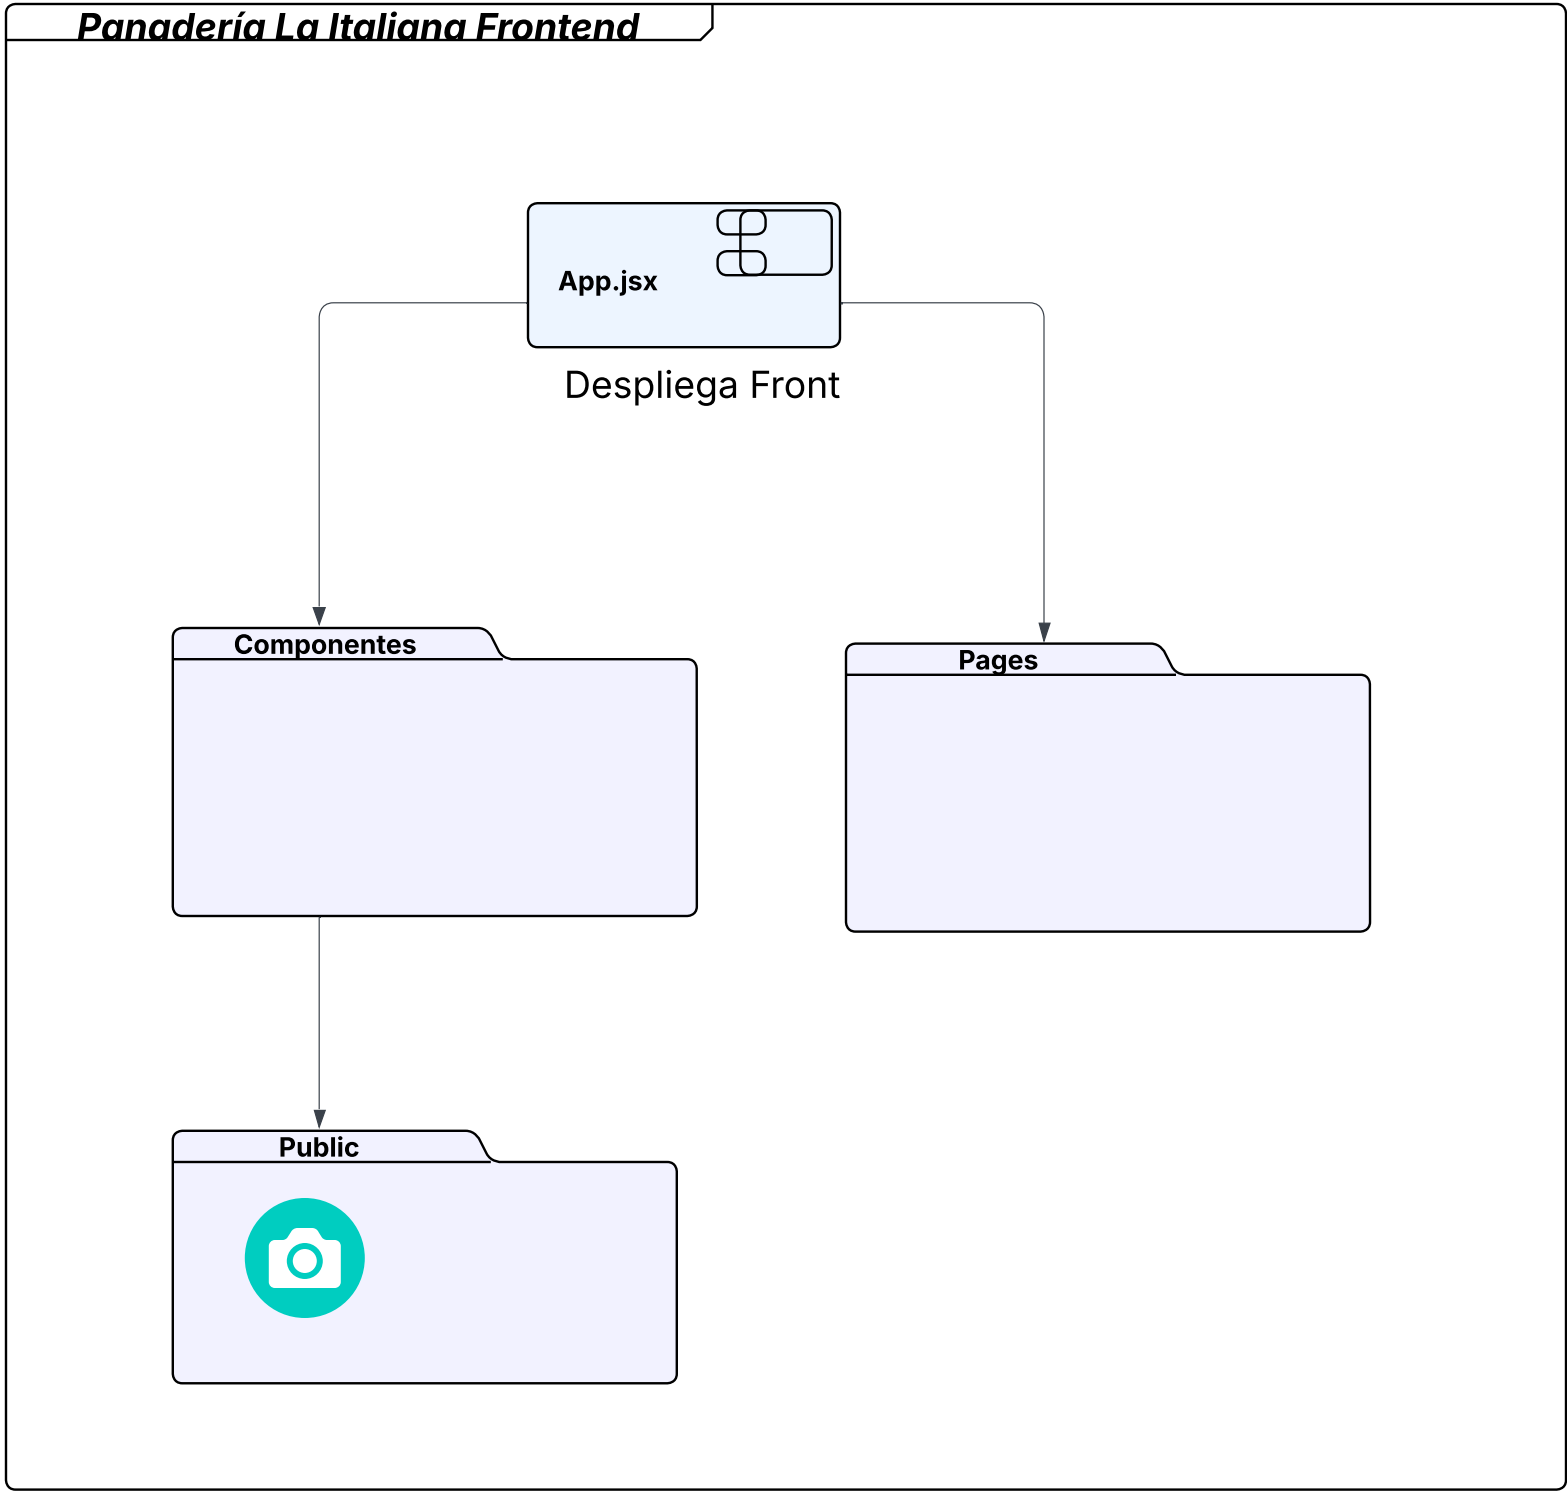 Panadería La Italiana Frontend
App.jsx
Despliega Front
Componentes
Pages
Public